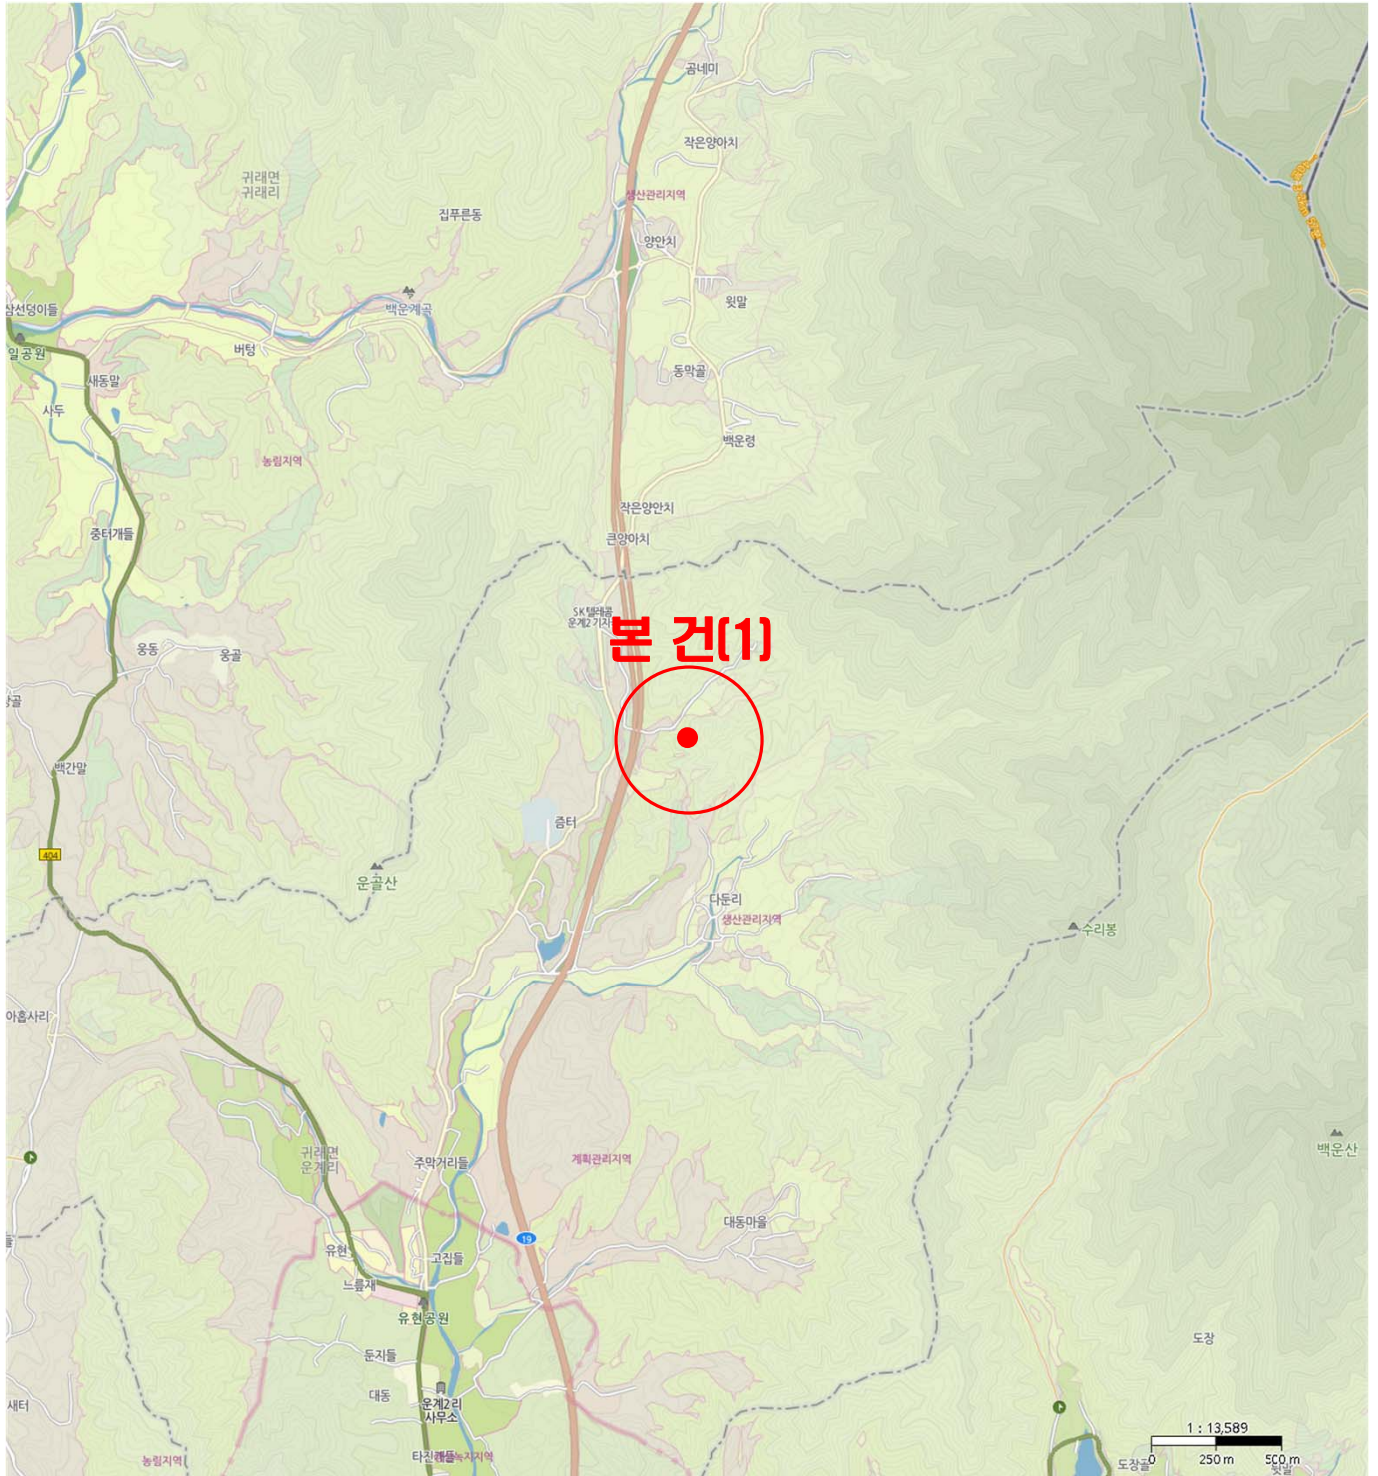 곰네미
작은양아치
귀래면
귀래리
생산관리지역
집푸른동
양안치
삼선덩이들
백운계곡
윗말
일공원
버텅
새동말
동막골
사두
백운령
농림지역
작은양안치
중터개들
큰양아치
SK텔레콤
운계2기지
본 건(1)
웅동
웅골
백간말
즘터
404
운골산
다둔리
생산관리지역
수리봉
아홉사리
귀래면
운계리
주막거리들
계획관리지역
백운산
대동마을
19
유현
고집들
느릅재
유현공원
도장
둔지들
대동
새터
운계2리
사무소
1 : 13,589
0 250 m 500 m
농림지역
도장골
윗말